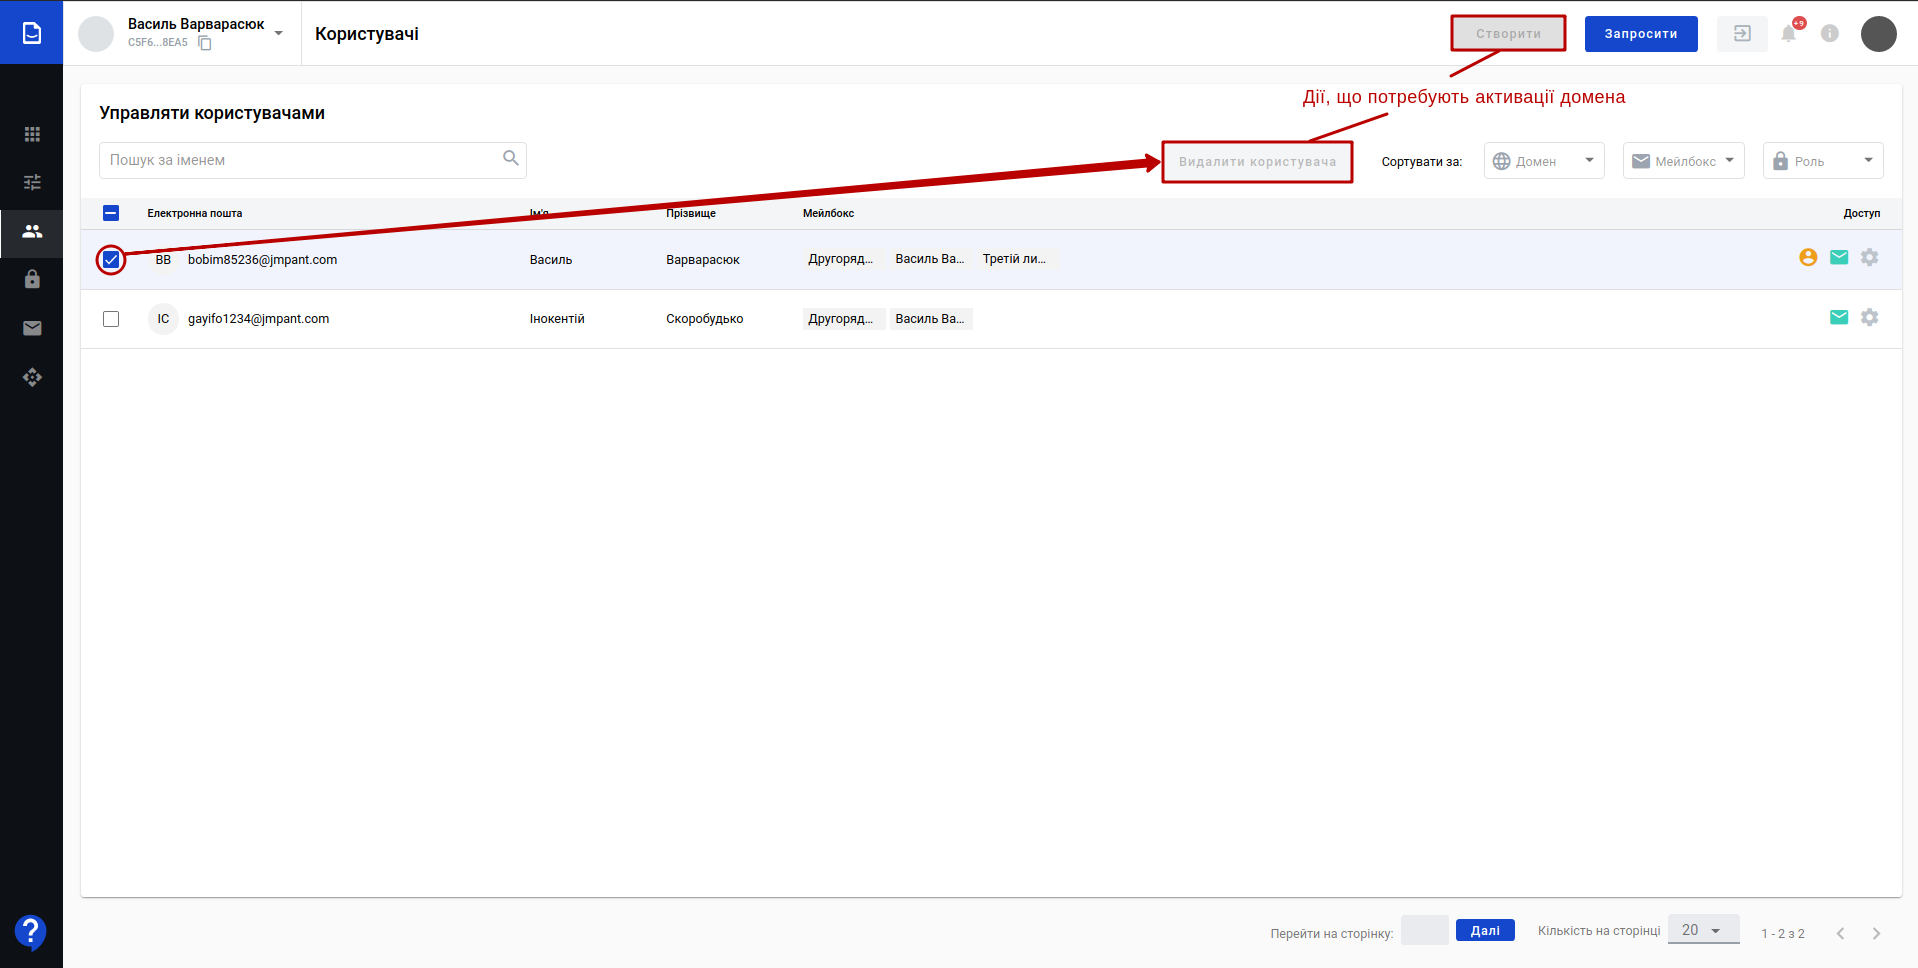 Василь Варварасюк
C5F6...8EA5
Користувачі
Створити
Запросити
+9
Дії, що потребують активації домена
Управляти користувачами
Пошук за іменем
Видалити користувача
Сортувати за:
Домен
Мейлбокс
Роль
Електронна пошта
Ім'я
Прізвище
Мейлбокс
Доступ
ВВ bobim85236@jmpant.com Василь Варварасюк Другоряд... Василь Ва... Третій ли...
ІС gayifo1234@jmpant.com Інокентій Скоробудько Другоряд... Василь Ва...
Перейти на сторінку: Далі Кількість на сторінці 20 1 - 2 з 2